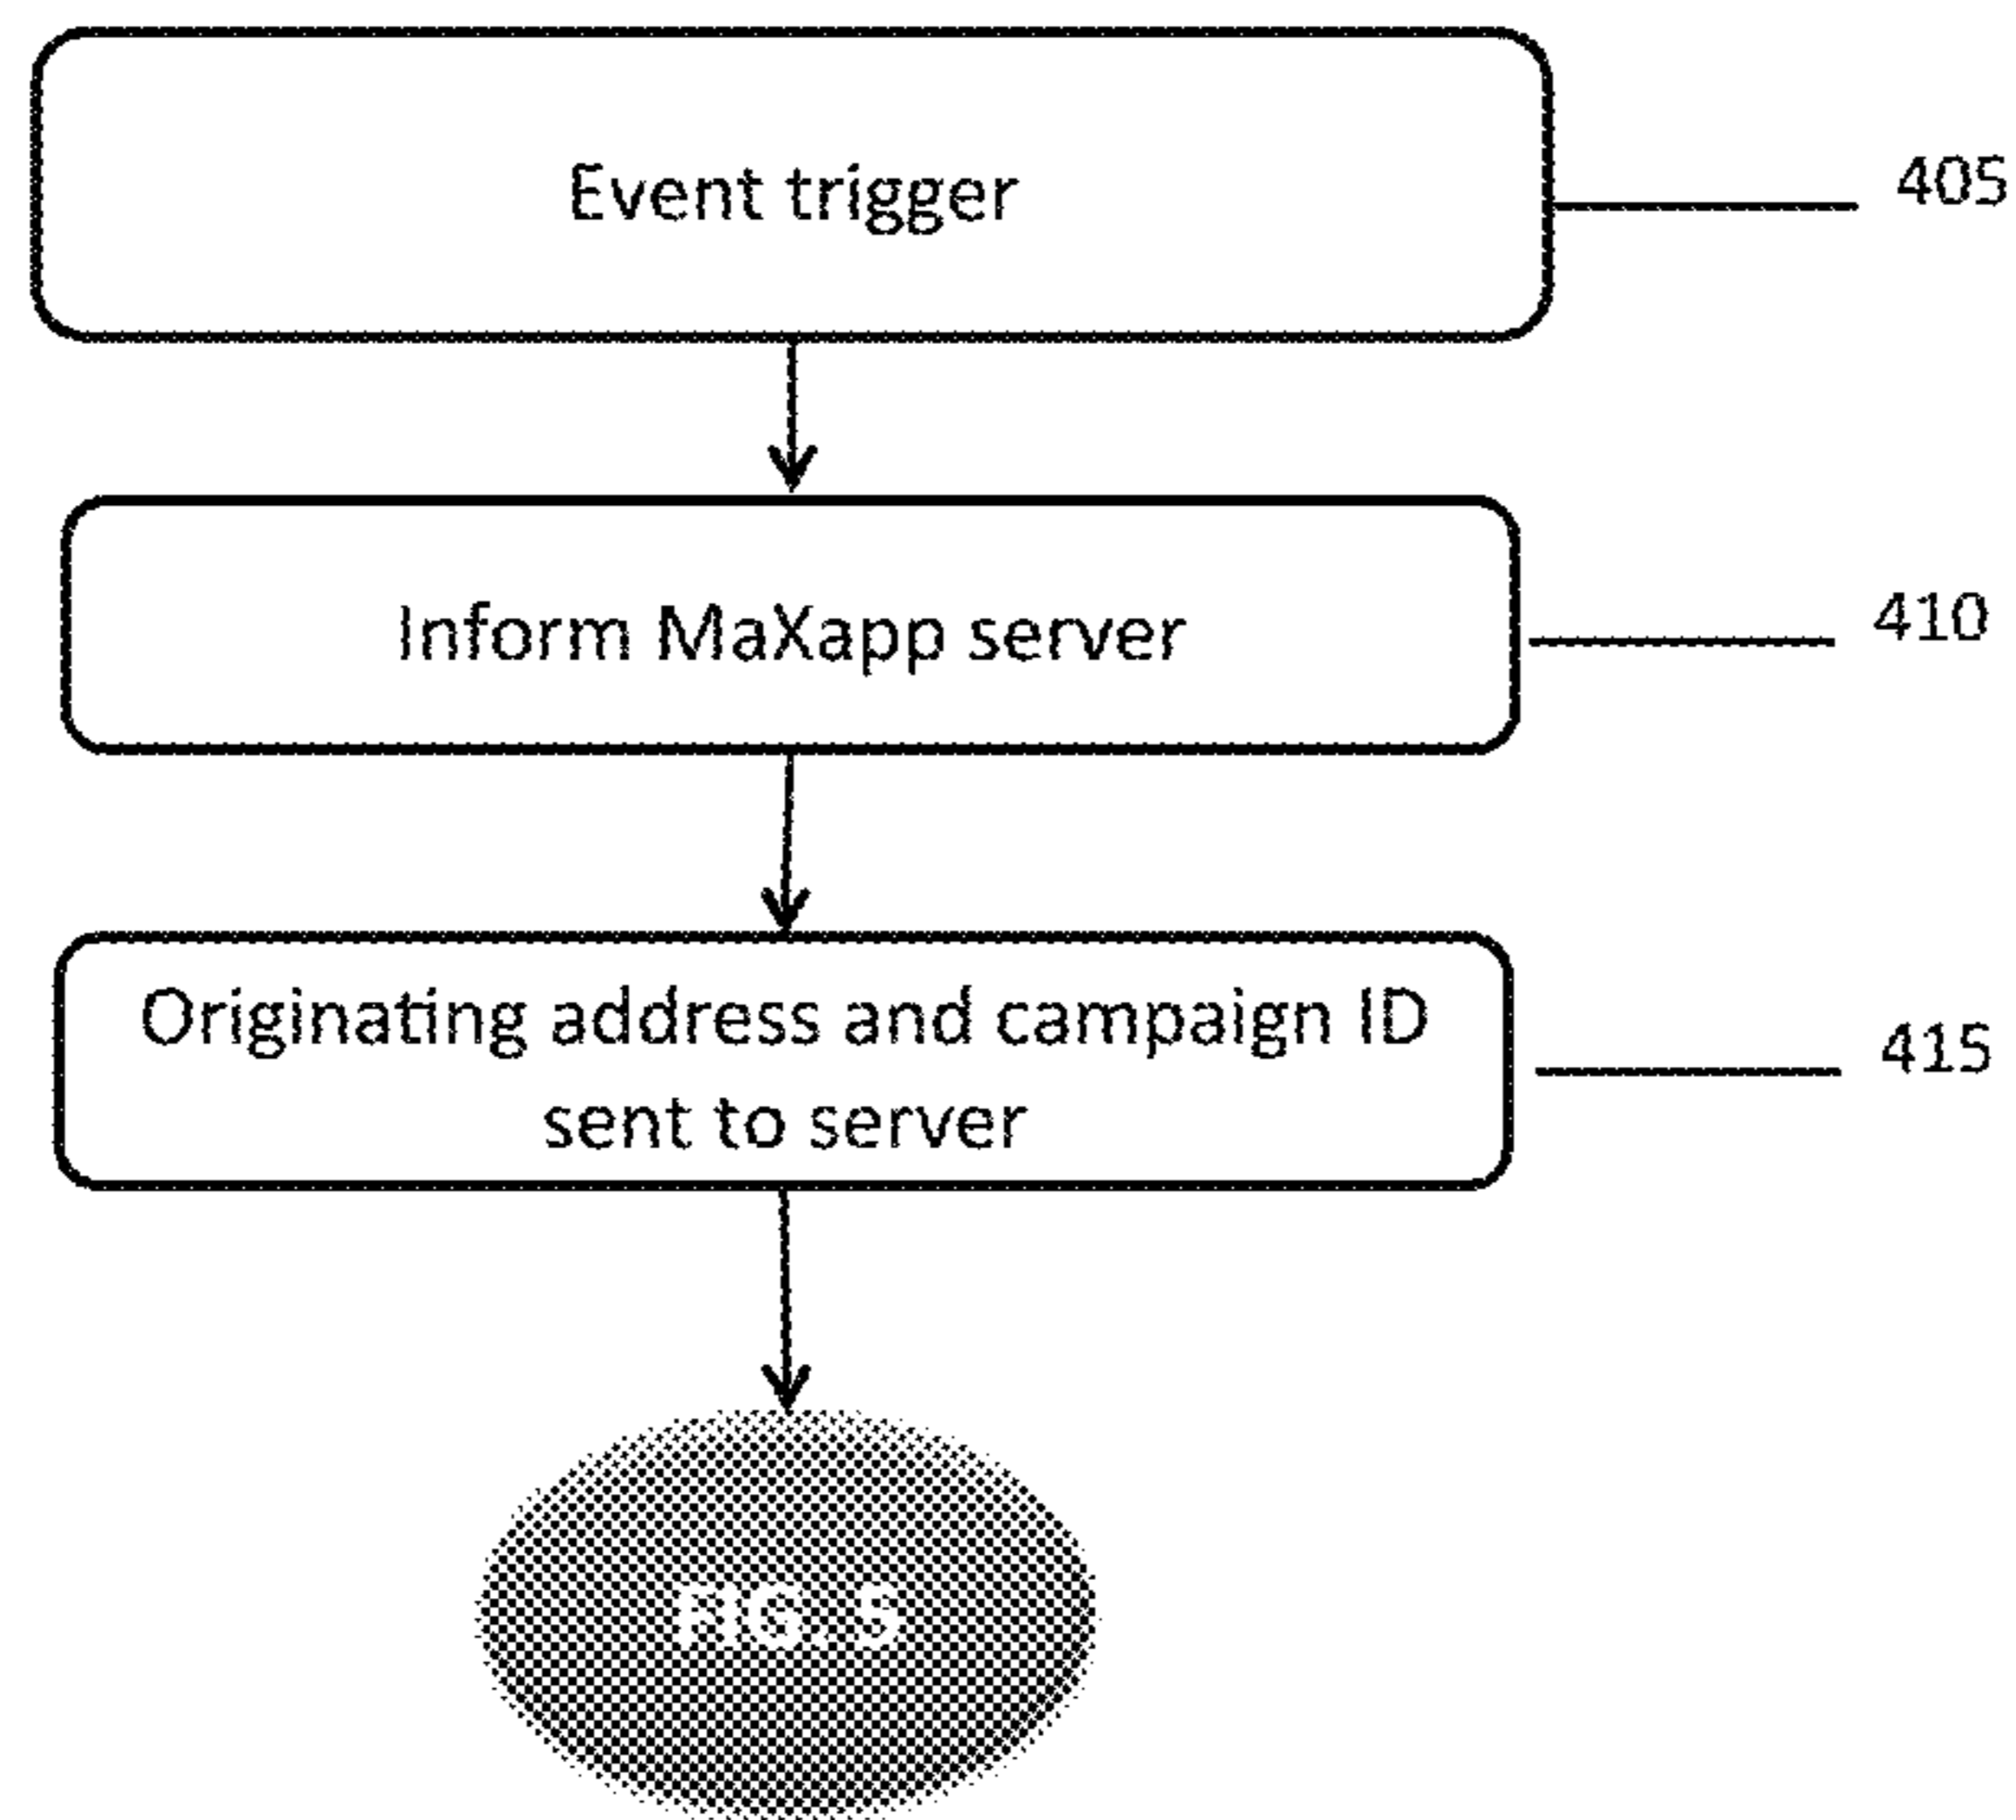 Event trigger
405
Inform MaXapp server
410
Originating address and campaign ID
sent to server
415
FIG. 5